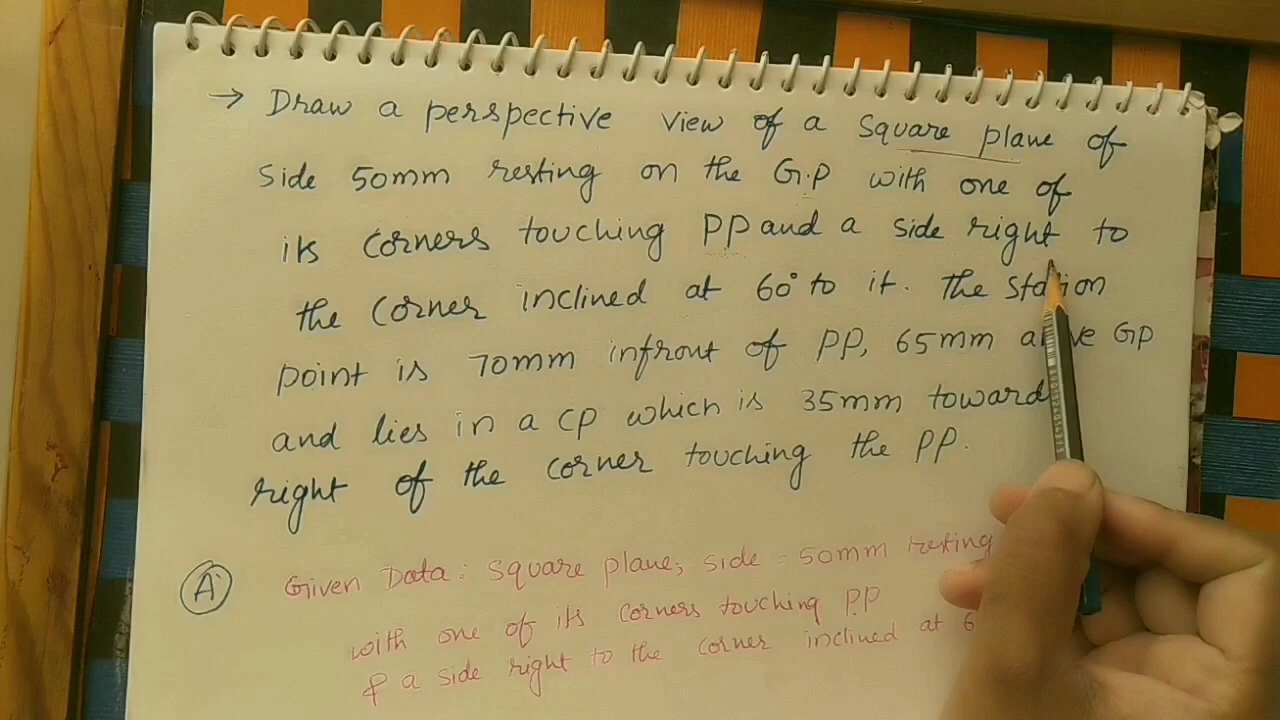 → Draw a perspective view of a square plane of
side 50mm resting on the G.P with one of
its corners touching PP and a side right to
the corner inclined at 60° to it. The station
point is 70mm infront of PP, 65mm GP
and lies in a CP which is 35mm toward
right of the corner touching the PP.
A Given Data: square plane; side = 50mm resting
with one of its corners touching P.P
& a side right to the corner inclined at 6